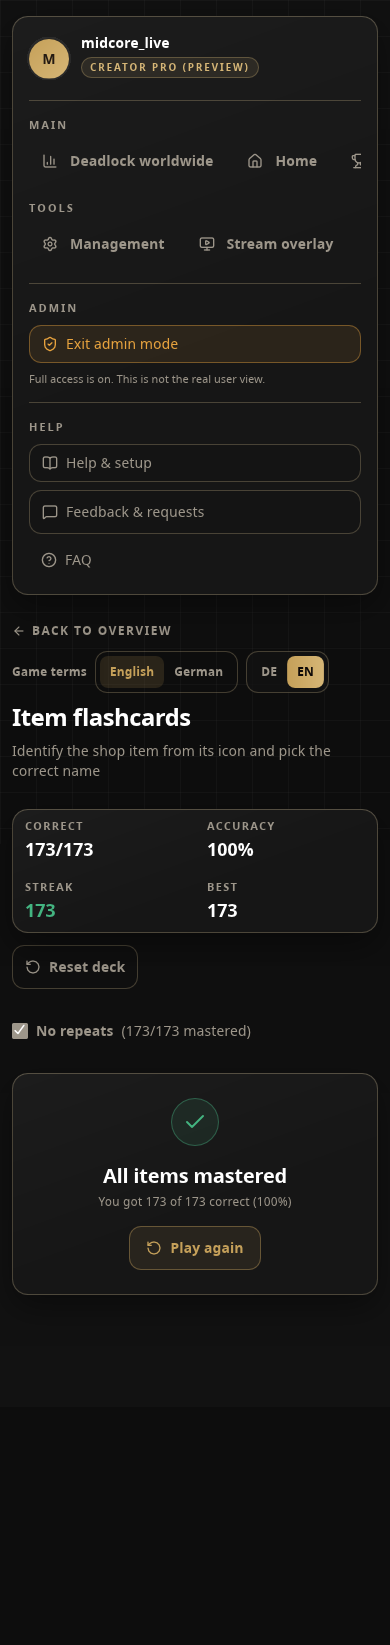 M
midcore_live
CREATOR PRO (PREVIEW)
MAIN
Deadlock worldwide
Home
TOOLS
Management
Stream overlay
ADMIN
Exit admin mode
Full access is on. This is not the real user view.
HELP
Help & setup
Feedback & requests
FAQ
BACK TO OVERVIEW
Game terms
English
German
DE
EN
Item flashcards
Identify the shop item from its icon and pick the
correct name
CORRECT
173/173
ACCURACY
100%
STREAK
173
BEST
173
Reset deck
No repeats (173/173 mastered)
All items mastered
You got 173 of 173 correct (100%)
Play again